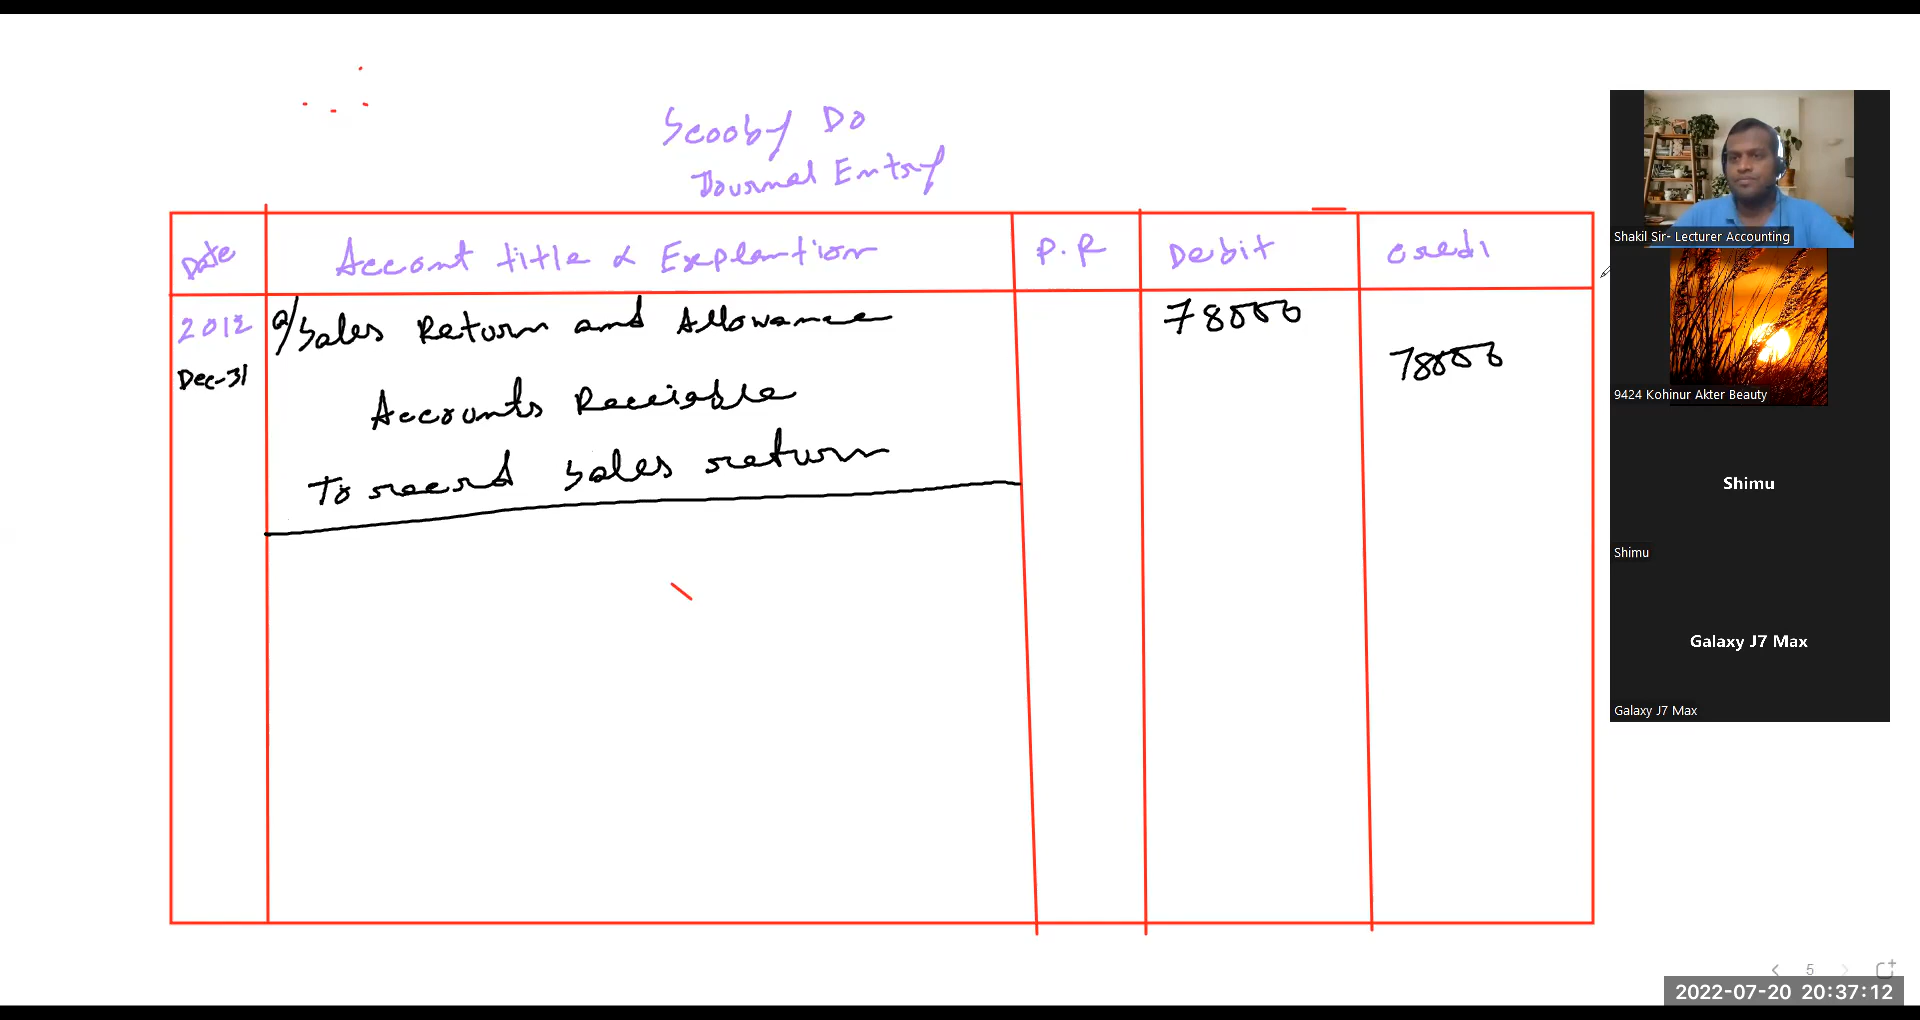 Scooby Do
Journal Entry
Date
Account title & Explantion
P.R
Debit
credi
2012
a/ Sales Return and Allowance
78000
Dec-31
78000
Accounts Receiable
To record Sales return
Shakil Sir- Lecturer Accounting
9424 Kohinur Akter Beauty
Shimu
Shimu
Galaxy J7 Max
Galaxy J7 Max
5
2022-07-20 20:37:12